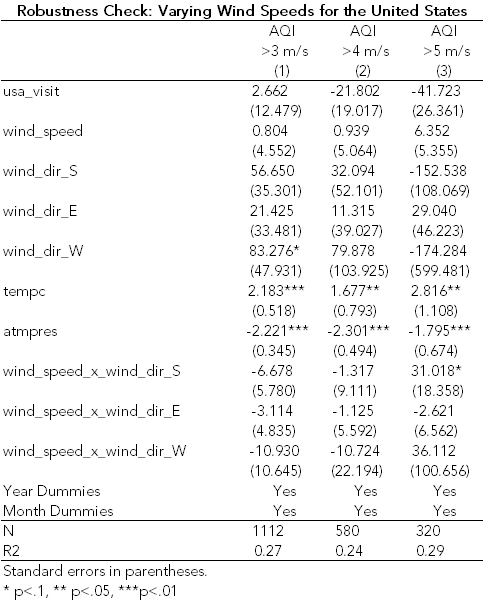 Robustness Check: Varying Wind Speeds for the United States
AQI AQI AQI
>3 m/s >4 m/s >5 m/s
(1) (2) (3)
usa_visit 2.662 -21.802 -41.723
(12.479) (19.017) (26.361)
wind_speed 0.804 0.939 6.352
(4.552) (5.064) (5.355)
wind_dir_S 56.650 32.094 -152.538
(35.301) (52.101) (108.069)
wind_dir_E 21.425 11.315 29.040
(33.481) (39.027) (46.223)
wind_dir_W 83.276* 79.878 -174.284
(47.931) (103.925) (599.481)
tempc 2.183*** 1.677** 2.816**
(0.518) (0.793) (1.108)
atmpres -2.221*** -2.301*** -1.795***
(0.345) (0.494) (0.674)
wind_speed_x_wind_dir_S -6.678 -1.317 31.018*
(5.780) (9.111) (18.358)
wind_speed_x_wind_dir_E -3.114 -1.125 -2.621
(4.835) (5.592) (6.562)
wind_speed_x_wind_dir_W -10.930 -10.724 36.112
(10.645) (22.194) (100.656)
Year Dummies Yes Yes Yes
Month Dummies Yes Yes Yes
N 1112 580 320
R2 0.27 0.24 0.29
Standard errors in parentheses.
* p<.1, ** p<.05, ***p<.01